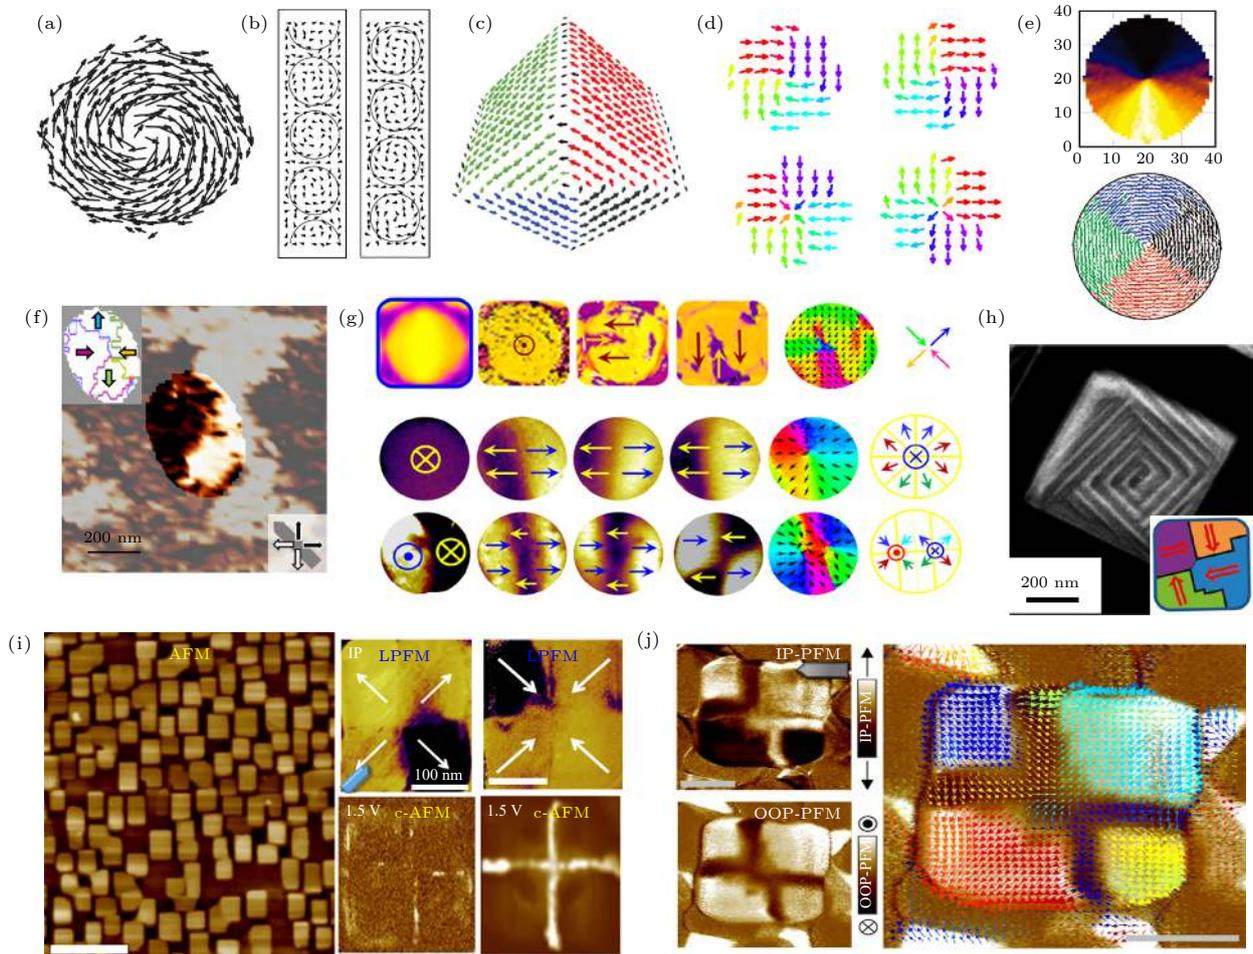 (a)
(b)
(c)
(d)
(e)
40
30
20
10
0
0 10 20 30 40
(f)
200 nm
(g)
(h)
200 nm
(i)
AFM
IP
LPFM
100 nm
LPFM
1.5 V
c-AFM
1.5 V
c-AFM
(j)
IP-PFM
IP-PFM
OOP-PFM
OOP-PFM